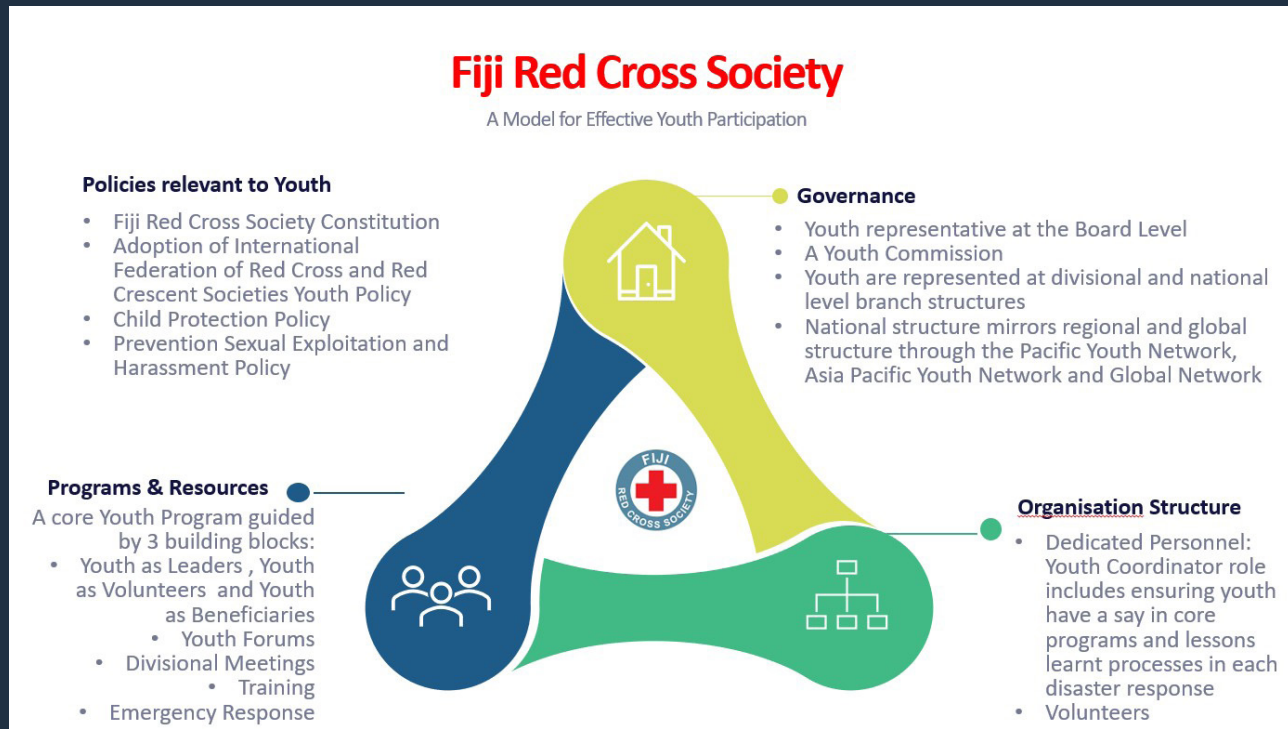 Fiji Red Cross Society
A Model for Effective Youth Participation
Policies relevant to Youth
• Fiji Red Cross Society Constitution
• Adoption of International
Federation of Red Cross and Red
Crescent Societies Youth Policy
• Child Protection Policy
• Prevention Sexual Exploitation and
Harassment Policy
Governance
• Youth representative at the Board Level
• A Youth Commission
• Youth are represented at divisional and national
level branch structures
• National structure mirrors regional and global
structure through the Pacific Youth Network,
Asia Pacific Youth Network and Global Network
Programs & Resources
A core Youth Program guided
by 3 building blocks:
• Youth as Leaders , Youth
as Volunteers and Youth
as Beneficiaries
• Youth Forums
• Divisional Meetings
• Training
• Emergency Response
FIJI
RED CROSS SOCIETY
Organisation Structure
• Dedicated Personnel:
Youth Coordinator role
includes ensuring youth
have a say in core
programs and lessons
learnt processes in each
disaster response
• Volunteers